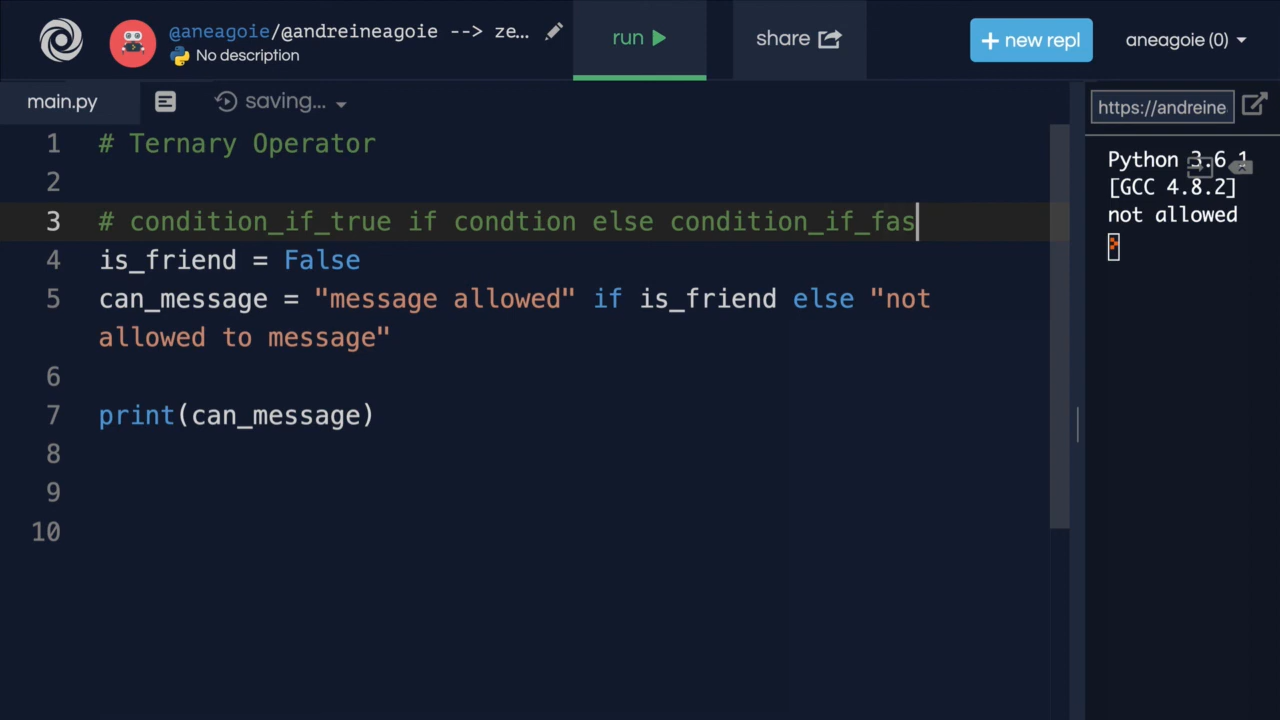 @aneagoie/@andreineagoie --> ze...
No description
run
share
+ new repl
aneagoie (0)
main.py
saving...
https://andreine
1 # Ternary Operator
2
3 # condition_if_true if condtion else condition_if_fas
4 is_friend = False
5 can_message = "message allowed" if is_friend else "not
allowed to message"
6
7 print(can_message)
8
9
10
Python 3.6 1
[GCC 4.8.2]
not allowed